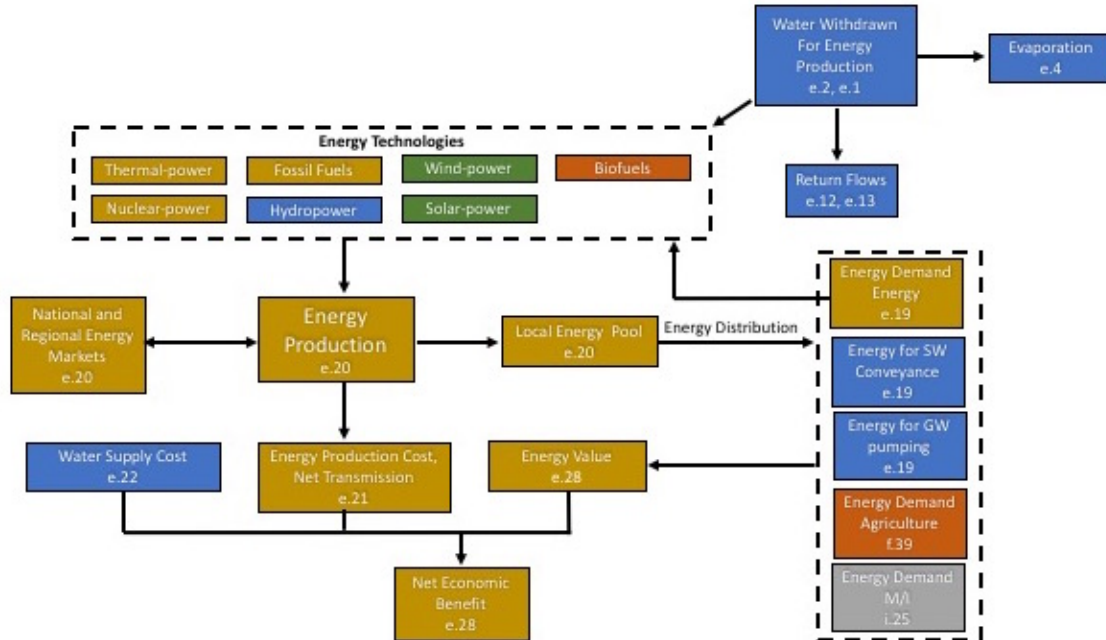 Water Withdrawn
For Energy
Production
e.2, e.1
Evaporation
e.4
Energy Technologies
Thermal-power
Fossil Fuels
Wind-power
Biofuels
Nuclear-power
Hydropower
Solar-power
Return Flows
e.12, e.13
National and
Regional Energy
Markets
e.20
Energy
Production
e.20
Local Energy Pool
e.20
Energy Distribution
Energy Demand
Energy
e.19
Energy for SW
Conveyance
e.19
Energy for GW
pumping
e.19
Energy Demand
Agriculture
f.39
Energy Demand
M/I
i.25
Water Supply Cost
e.22
Energy Production Cost,
Net Transmission
e.21
Energy Value
e.28
Net Economic
Benefit
e.28